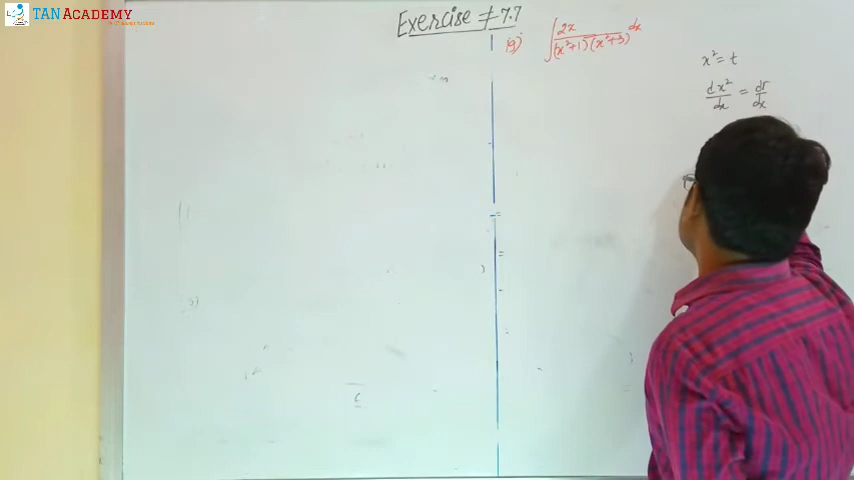 TAN ACADEMY
Exercise ≠ 7.7
(9) ∫ 2x / (x²+1)(x²+3) dx
x² = t
dx²/dx = dt/dx